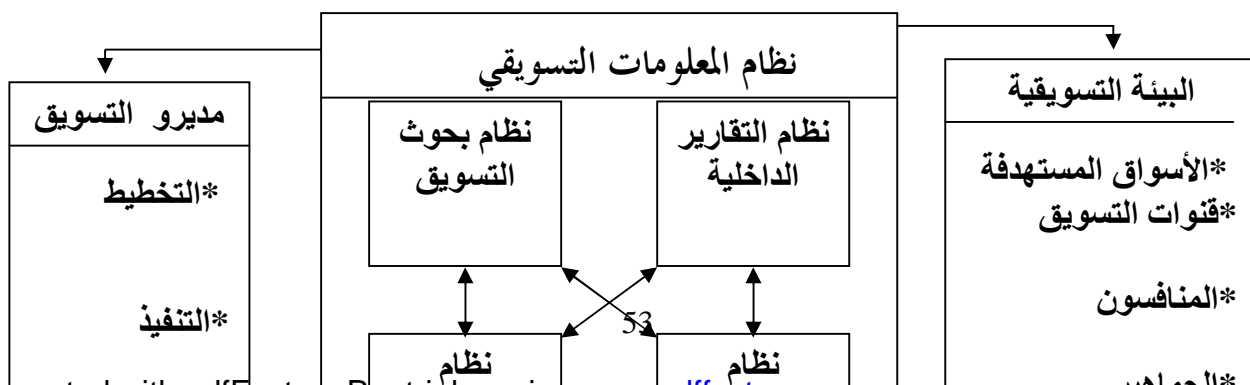 نظام المعلومات التسويقي
البيئة التسويقية
*الأسواق المستهدفة
*قنوات التسويق
*المنافسون
نظام التقارير
الداخلية
نظام بحوث
التسويق
نظام
نظام
مديرو التسويق
*التخطيط
*التنفيذ
53